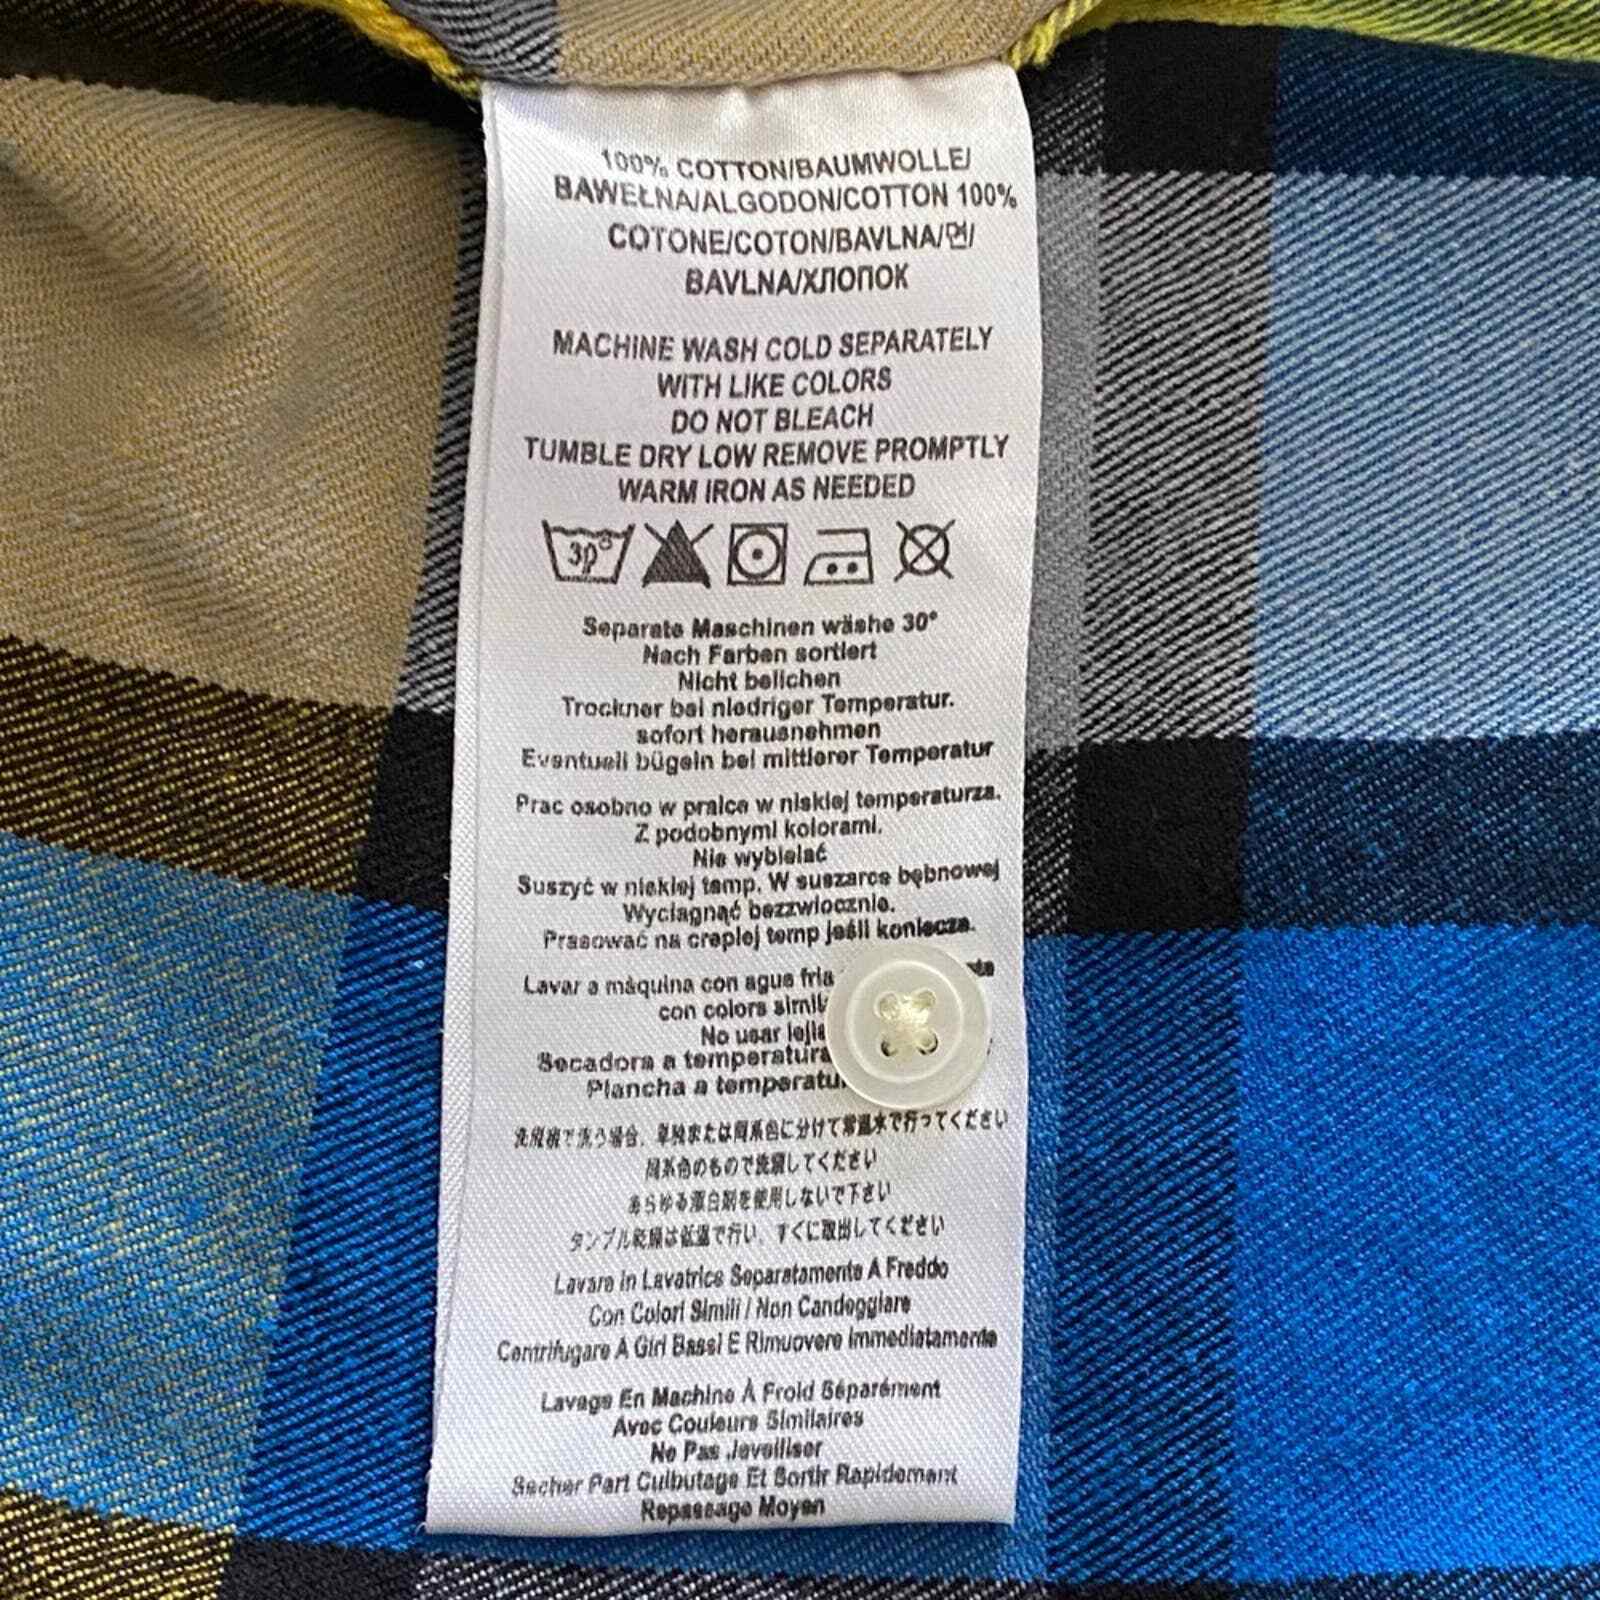 100% COTTON/BAUMWOLLE/
BAWEŁNA/ALGODON/COTTON 100%
COTONE/COTON/BAVLNA/면/
BAVLNA/ХЛОПОК
MACHINE WASH COLD SEPARATELY
WITH LIKE COLORS
DO NOT BLEACH
TUMBLE DRY LOW REMOVE PROMPTLY
WARM IRON AS NEEDED
30°
Separate Maschinen wäshe 30°
Nach Farben sortiert
Nicht belichen
Trockner bei niedriger Temperatur.
sofort herausnehmen
Eventuell bügeln bei mittlerer Temperatur
Prac osobno w pralce w niskiej temperaturze.
Z podobnymi kolorami.
Nie wybielać
Suszyć w niskiej temp. W suszarce bębnowej
Wyciagnąć bezzwlocznie.
Prasować na creplej temp jeśli koniecze.
Lavar a màquina con agua fria
con colors
No usar lejia
Secadora a temperatura
Plancha a
洗濯機で洗う場合、単独または同系色に分けて常温水で行ってください
同系色のもので洗濯してください
あらゆる漂白剤を使用しないで下さい
タンブル乾燥は低温で行い、すぐに取出してください
Lavare in Lavatrice Separatamente A Freddo
Con Colori Simili / Non Candeggiare
Centrifugare A Giri Bassi E Rimuovere Immediatamente
Lavage En Machine À Froid Séparément
Avec Couleurs Similaires
Ne Pas Javelliser
Secher Part Culbutage Et Sortir Rapidement
Repassage Moyen